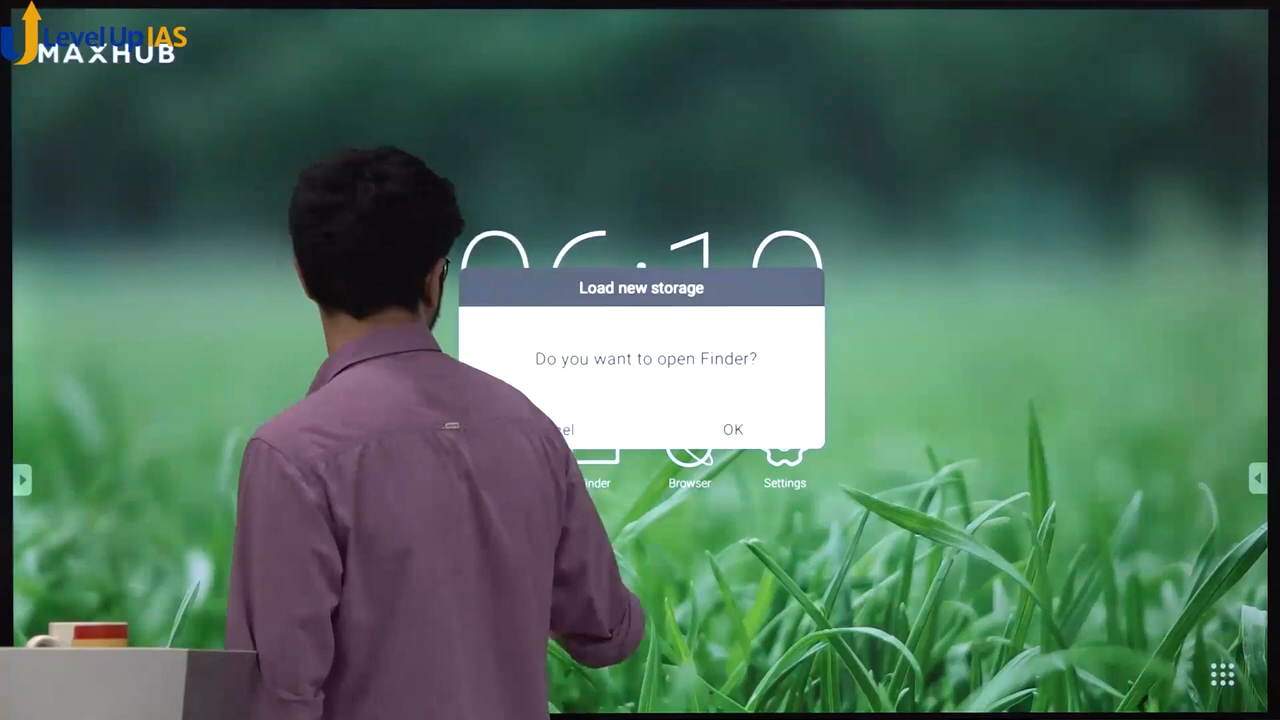 Level Up IAS
MAXHUB
Load new storage
Do you want to open Finder?
OK
Browser
Settings